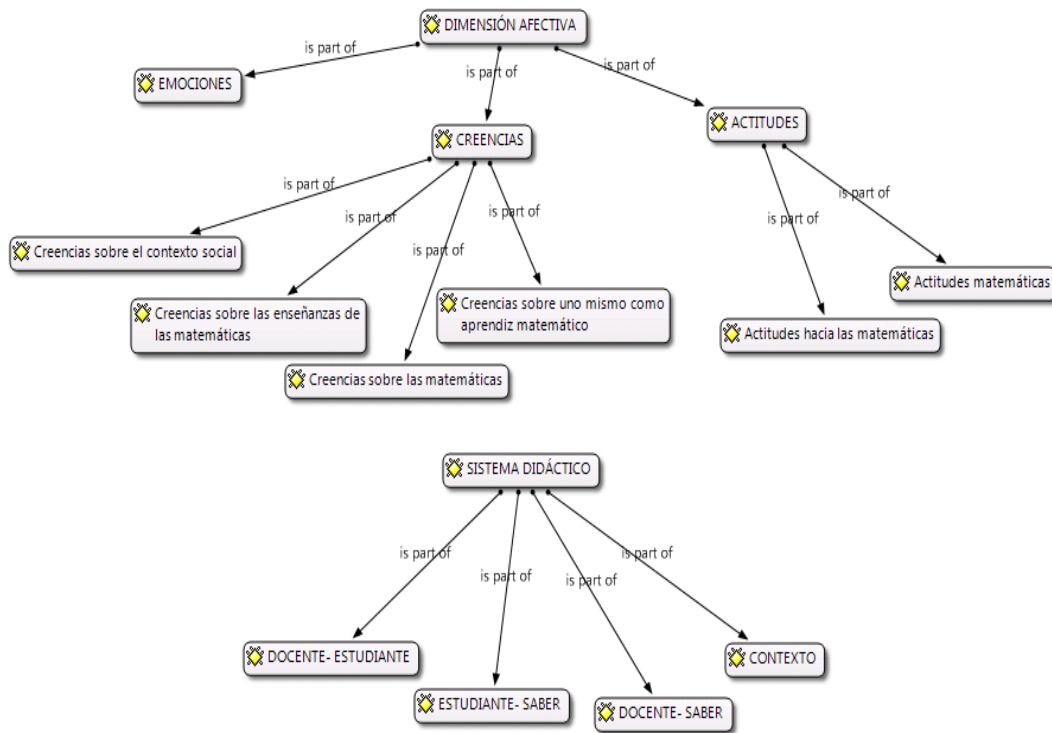 DIMENSIÓN AFECTIVA
is part of
is part of
is part of
EMOCIONES
CREENCIAS
ACTITUDES
is part of
is part of
is part of
is part of
is part of
is part of
Creencias sobre el contexto social
Creencias sobre las enseñanzas de
las matemáticas
Creencias sobre las matemáticas
Creencias sobre uno mismo como
aprendiz matemático
Actitudes hacia las matemáticas
Actitudes matemáticas
SISTEMA DIDÁCTICO
is part of
is part of
is part of
is part of
DOCENTE- ESTUDIANTE
ESTUDIANTE- SABER
DOCENTE- SABER
CONTEXTO